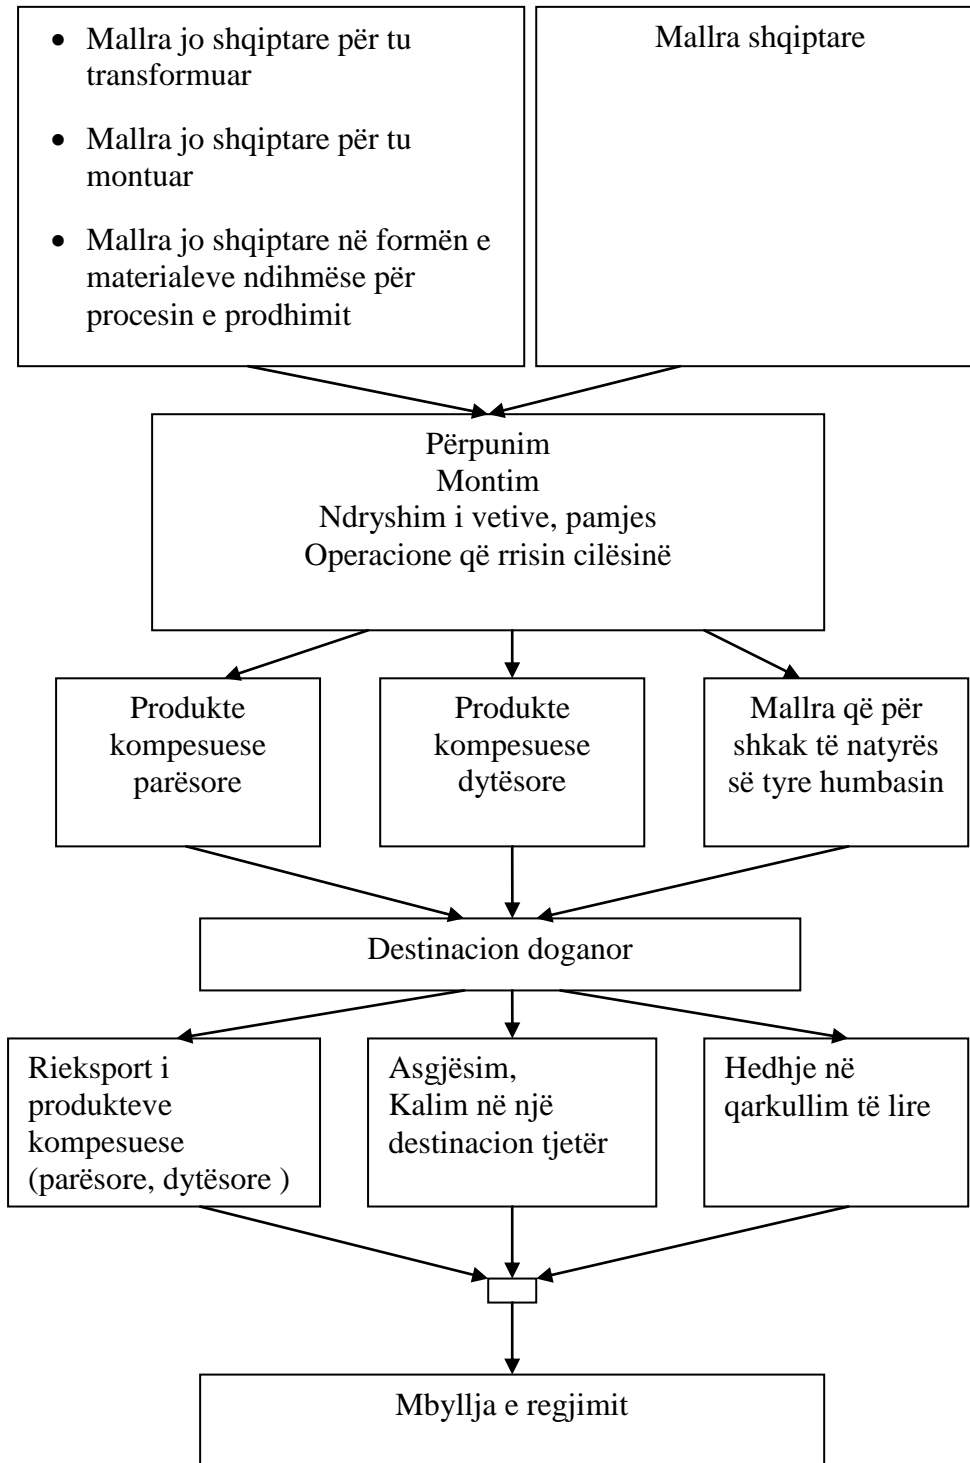 • Mallra jo shqiptare për tu
transformuar
• Mallra jo shqiptare për tu
montuar
• Mallra jo shqiptare në formën e
materialeve ndihmëse për
procesin e prodhimit
Mallra shqiptare
Përpunim
Montim
Ndryshim i vetive, pamjes
Operacione që rrisin cilësinë
Produkte
kompesuese
parësore
Produkte
kompesuese
dytësore
Mallra që për
shkak të natyrës
së tyre humbasin
Destinacion doganor
Rieksport i
produkteve
kompesuese
(parësore, dytësore )
Asgjësim,
Kalim në një
destinacion tjetër
Hedhje në
qarkullim të lire
Mbyllja e regjimit